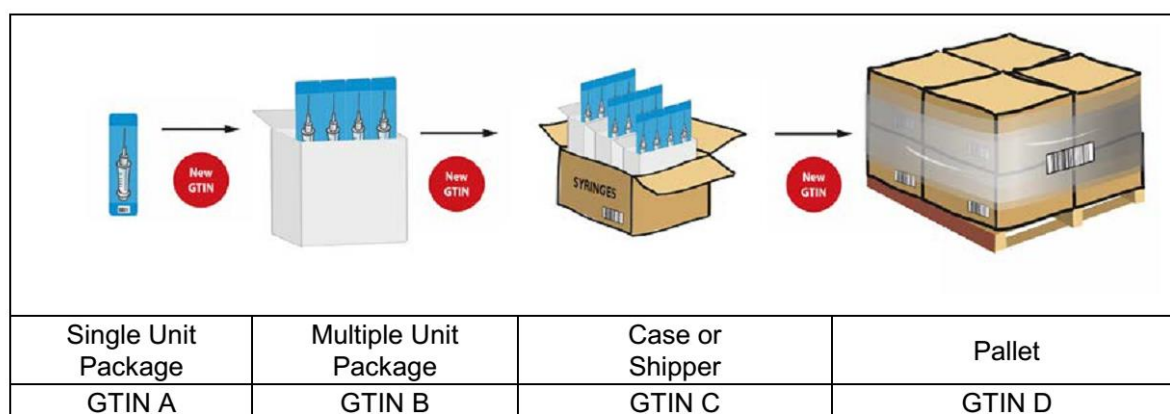 New
GTIN
New
GTIN
SYRINGES
New
GTIN
Single Unit
Package
Multiple Unit
Package
Case or
Shipper
Pallet
GTIN A
GTIN B
GTIN C
GTIN D